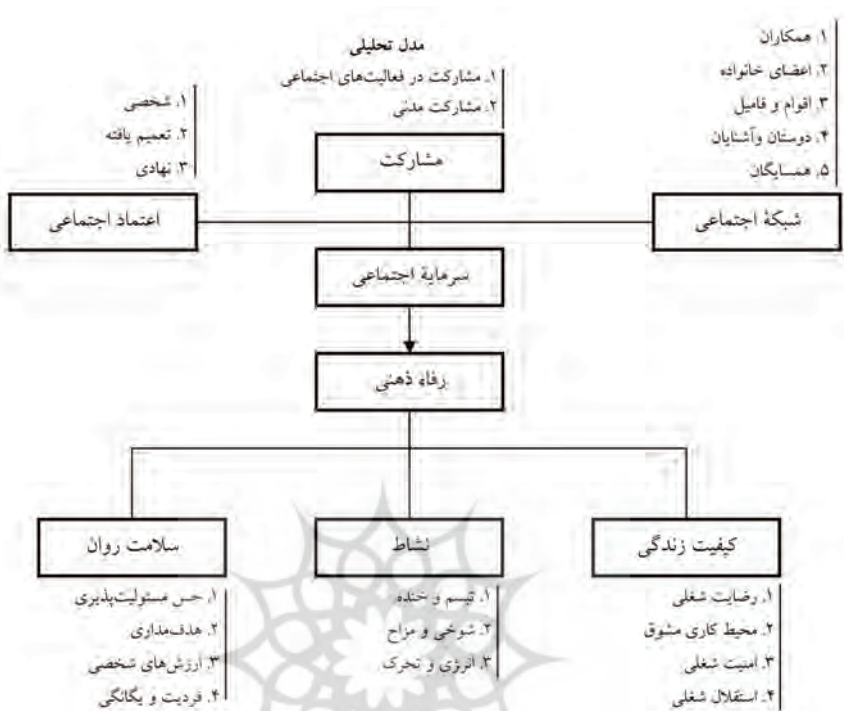 مدل تحلیلی
۱. همکاران
۲. اعضای خانواده
۳. اقوام و فامیل
۴. دوستان وآشنایان
۵. همسایگان
شبکۀ اجتماعی
۱. مشارکت در فعالیت‌های اجتماعی
۲. مشارکت مدنی
مشارکت
۱. شخصی
۲. تعمیم یافته
۳. نهادی
اعتماد اجتماعی
سرمایۀ اجتماعی
رفاه ذهنی
کیفیت زندگی
۱. رضایت شغلی
۲. محیط کاری مشوق
۳. امنیت شغلی
۴. استقلال شغلی
نشاط
۱. تبسم و خنده
۲. شوخی و مزاح
۳. انرژی و تحرک
سلامت روان
۱. حس مسئولیت‌پذیری
۲. هدف‌مداری
۳. ارزش‌های شخصی
۴. فردیت و یگانگی